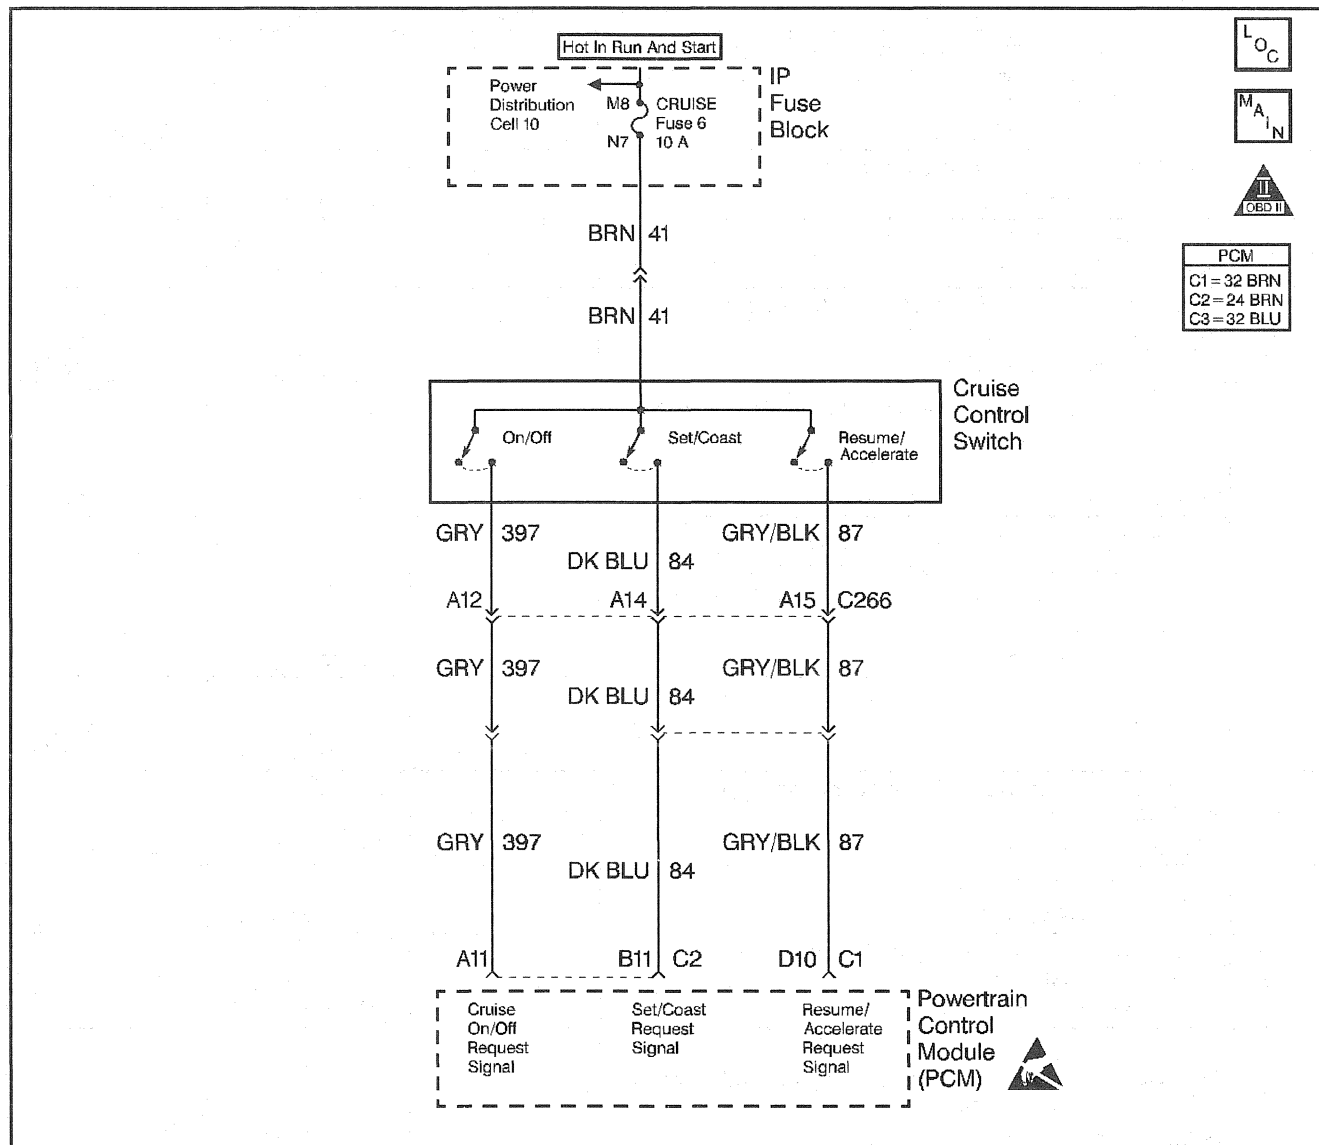 Hot In Run And Start
Power
Distribution
Cell 10
M8
N7
CRUISE
Fuse 6
10 A
IP
Fuse
Block
LOC
MAIN
II
OBD II
PCM
C1=32 BRN
C2=24 BRN
C3=32 BLU
BRN 41
BRN 41
Cruise
Control
Switch
On/Off
Set/Coast
Resume/
Accelerate
GRY 397
DK BLU 84
GRY/BLK 87
A12
A14
A15 C266
GRY 397
DK BLU 84
GRY/BLK 87
GRY 397
DK BLU 84
GRY/BLK 87
A11
B11 C2
D10 C1
Cruise
On/Off
Request
Signal
Set/Coast
Request
Signal
Resume/
Accelerate
Request
Signal
Powertrain
Control
Module
(PCM)